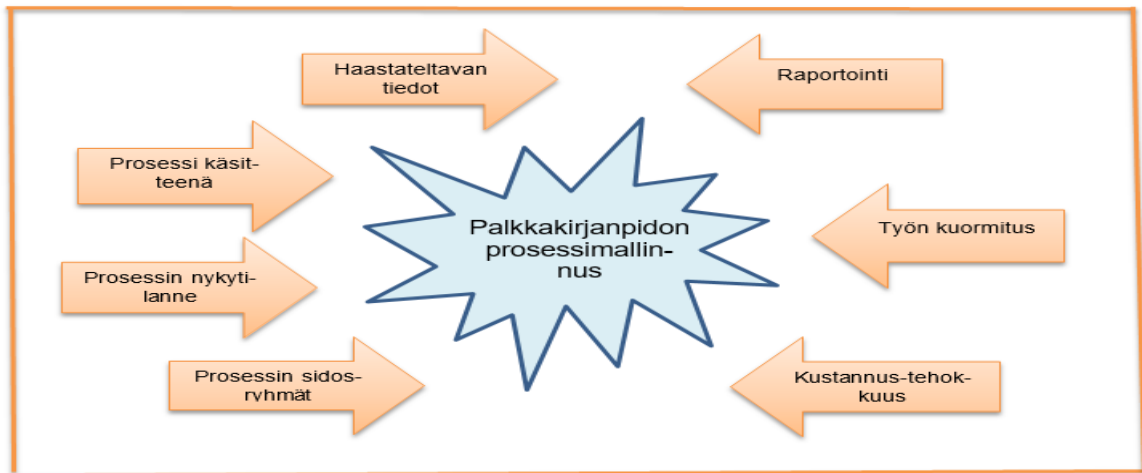 Haastateltavan
tiedot
Raportointi
Prosessi käsit-
teenä
Palkkakirjanpidon
prosessimallin-
nus
Työn kuormitus
Prosessin nykyti-
lanne
Prosessin sidos-
ryhmät
Kustannus-tehok-
kuus